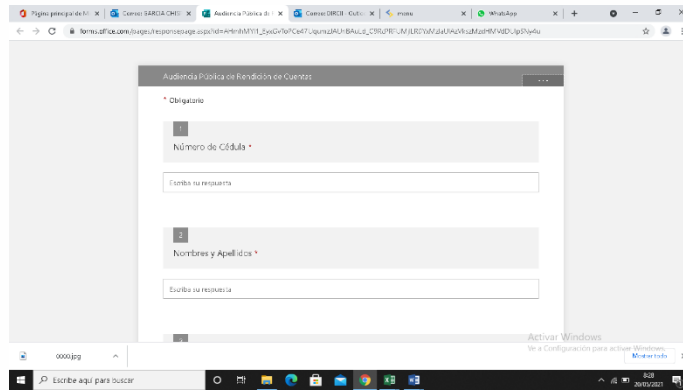 Página principal de M
Correo: GARCIA CHEE
Audiencia Pública de
Correo: DIRCII - Outlo
menu
WhatsApp
forms.office.com/pages/responsepage.aspx?id=
Audiencia Pública de Rendición de Cuentas
...
* Obligatorio
1
Número de Cédula *
Escriba su respuesta
2
Nombres y Apellidos *
Escriba su respuesta
3
Activar Windows
Ve a Configuración para activar Windows.
0000.jpg
Mostrar todo
Escribe aquí para buscar
8:28
20/05/2021